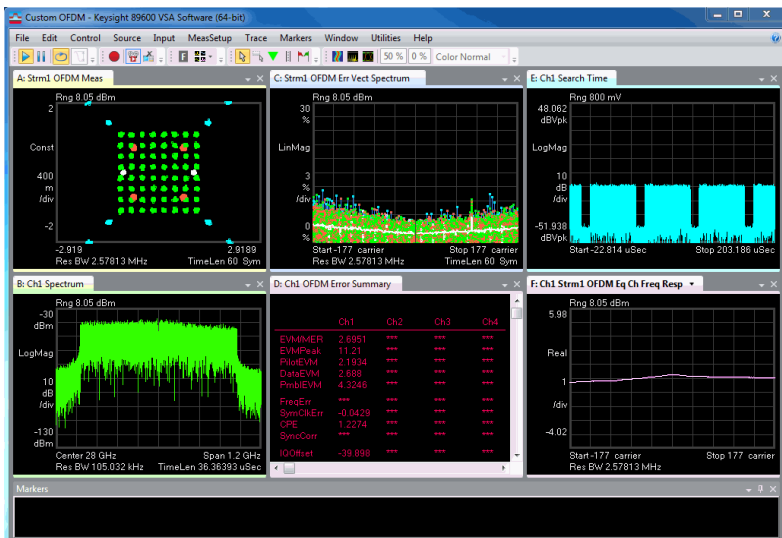 Custom OFDM - Keysight 89600 VSA Software (64-bit)
File Edit Control Source Input MeasSetup Trace Markers Window Utilities Help
50 % 0 % Color Normal
A: Strm1 OFDM Meas
Rng 8.05 dBm
2
Const
400
m
/div
-2
-2.919 2.9189
Res BW 2.57813 MHz TimeLen 60 Sym
C: Strm1 OFDM Err Vect Spectrum
Rng 8.05 dBm
30
%
LinMag
3
%
/div
0
%
Start-177 carrier Stop 177 carrier
Res BW 2.57813 MHz TimeLen 60 Sym
E: Ch1 Search Time
Rng 800 mV
48.062
dBVpk
LogMag
10
dB
/div
-51.938
dBVpk
Start-22.814 uSec Stop 203.186 uSec
B: Ch1 Spectrum
Rng 8.05 dBm
-30
dBm
LogMag
10
dB
/div
-130
dBm
Center 28 GHz Span 1.2 GHz
Res BW 105.032 kHz TimeLen 36.36393 uSec
D: Ch1 OFDM Error Summary
Ch1 Ch2 Ch3 Ch4
EVM/MER 2.6951 *** *** ***
EVMPeak 11.21 *** *** ***
PilotEVM 2.1934 *** *** ***
DataEVM 2.689 *** *** ***
PmblEVM 4.3246 *** *** ***
FreqErr *** *** *** ***
SymClkErr -0.0429 *** *** ***
CPE 1.2274 *** *** ***
SyncCorr *** *** *** ***
IQOffset -39.898 *** *** ***
F: Ch1 Strm1 OFDM Eq Ch Freq Resp
Rng 8.05 dBm
5.98
Real
1
/div
-4.02
Start-177 carrier Stop 177 carrier
Res BW 2.57813 MHz
Markers